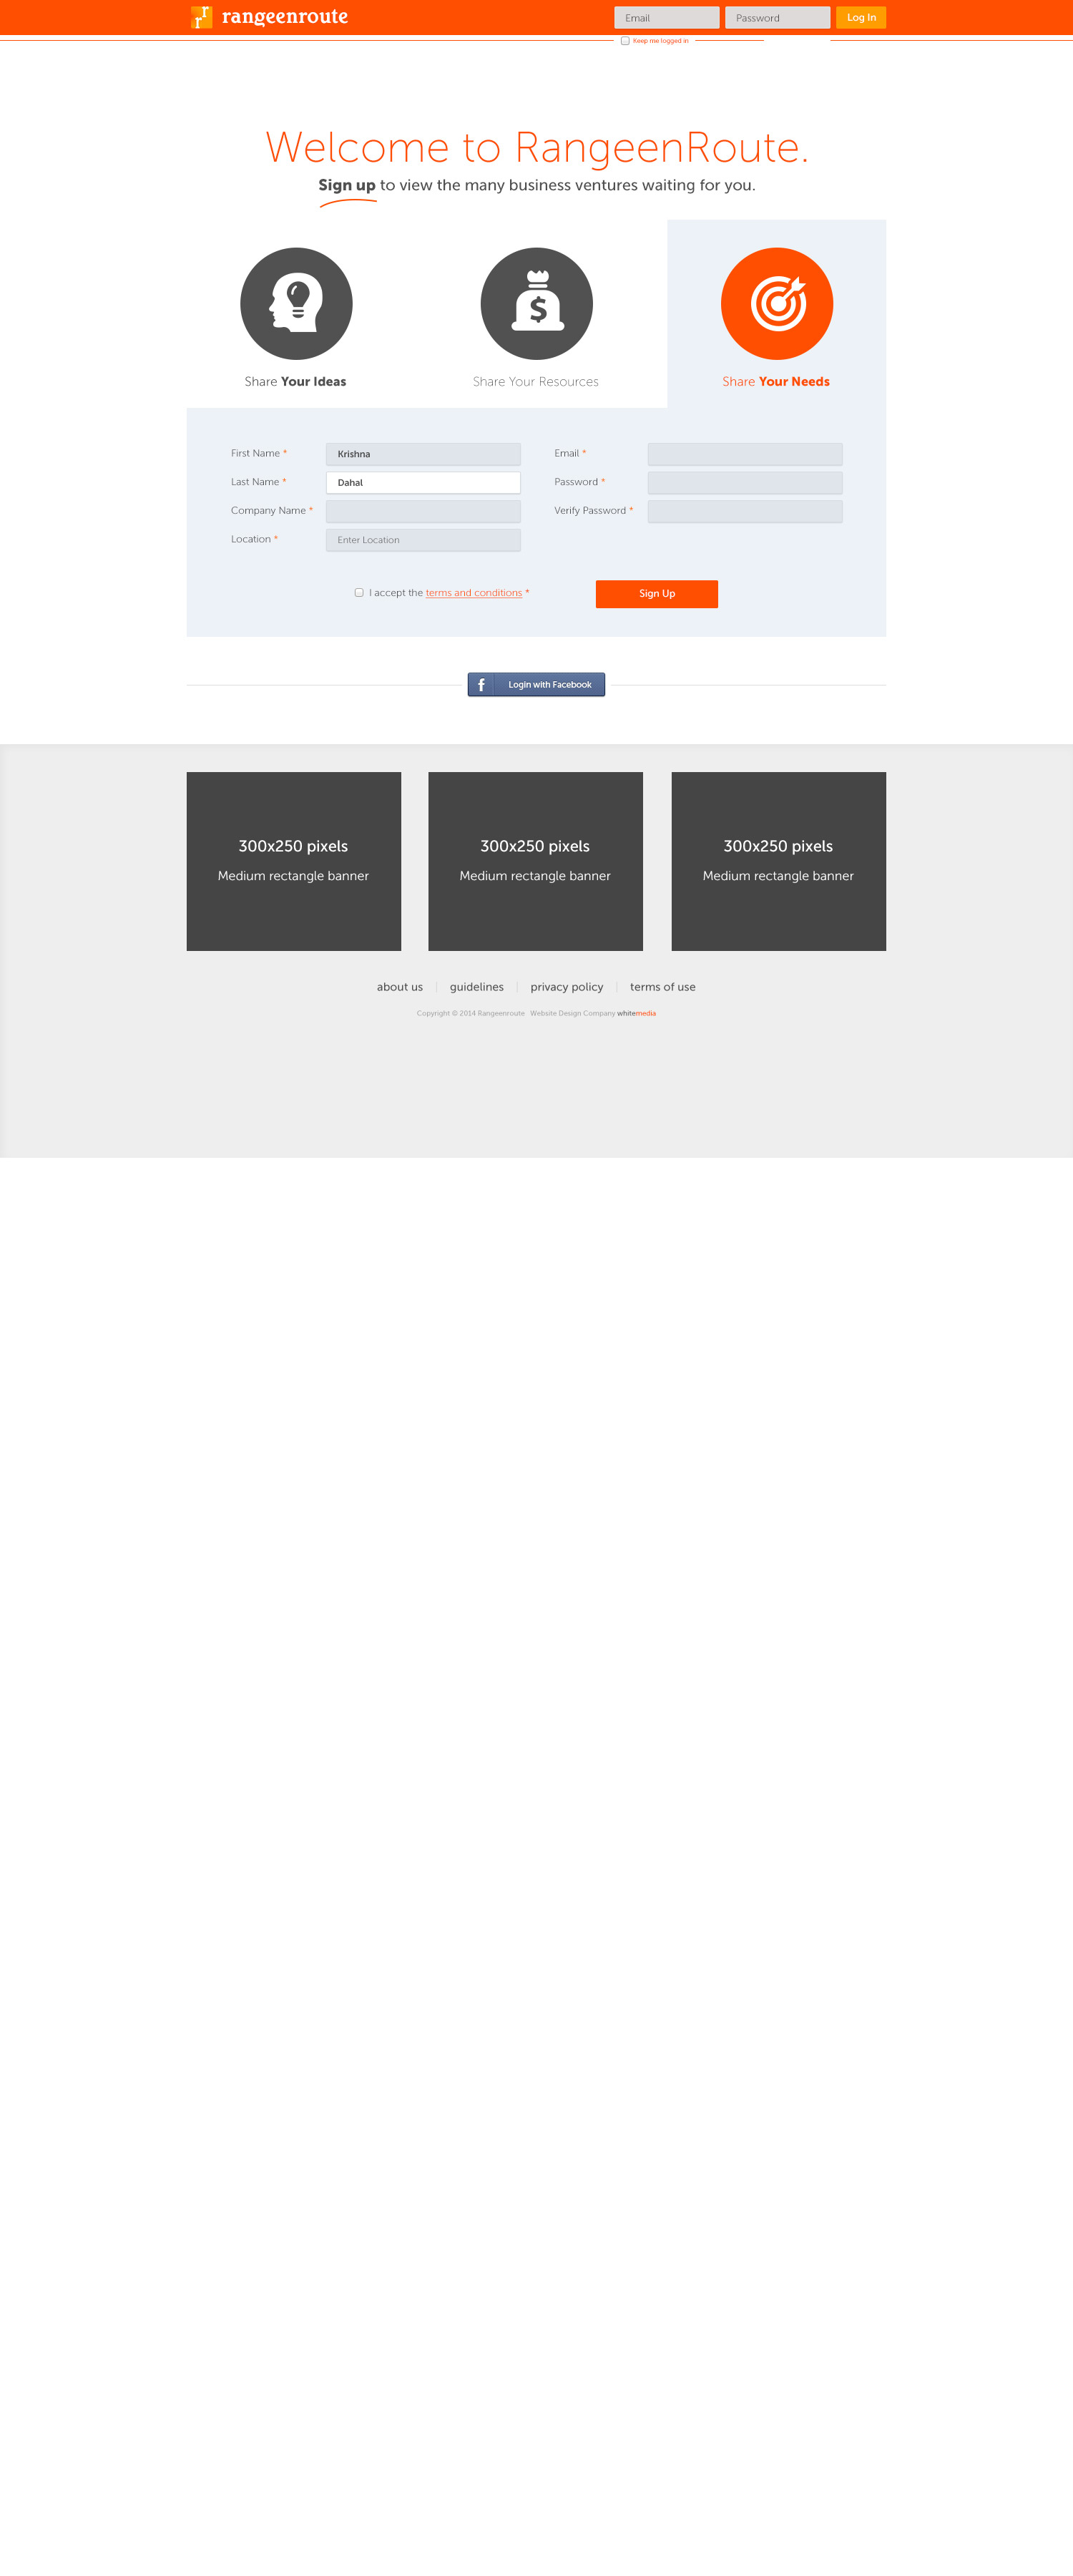 rr rangeenroute Email Password Log In
Keep me logged in
Welcome to RangeenRoute.
Sign up to view the many business ventures waiting for you.
$
Share Your Ideas Share Your Resources Share Your Needs
First Name * Krishna Email *
Last Name * Dahal Password *
Company Name * Verify Password *
Location * Enter Location
I accept the terms and conditions * Sign Up
f Login with Facebook
300x250 pixels 300x250 pixels 300x250 pixels
Medium rectangle banner Medium rectangle banner Medium rectangle banner
about us guidelines privacy policy terms of use
Copyright © 2014 Rangeenroute Website Design Company whitemedia